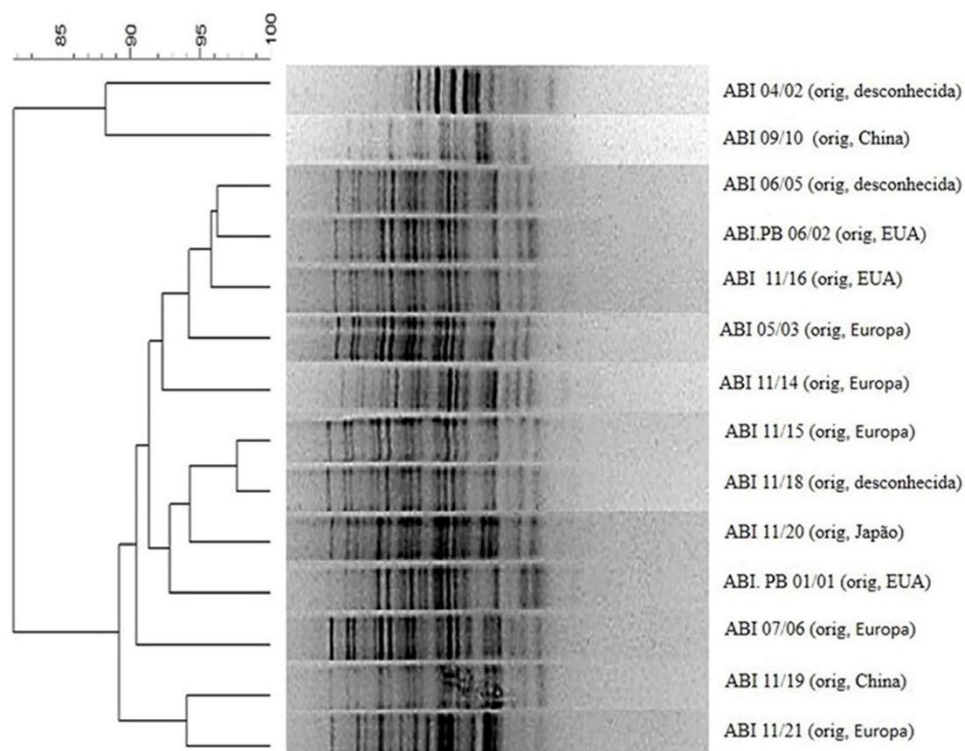 85 90 95 100
ABI 04/02 (orig, desconhecida)
ABI 09/10 (orig, China)
ABI 06/05 (orig, desconhecida)
ABI.PB 06/02 (orig, EUA)
ABI 11/16 (orig, EUA)
ABI 05/03 (orig, Europa)
ABI 11/14 (orig, Europa)
ABI 11/15 (orig, Europa)
ABI 11/18 (orig, desconhecida)
ABI 11/20 (orig, Japão)
ABI. PB 01/01 (orig, EUA)
ABI 07/06 (orig, Europa)
ABI 11/19 (orig, China)
ABI 11/21 (orig, Europa)